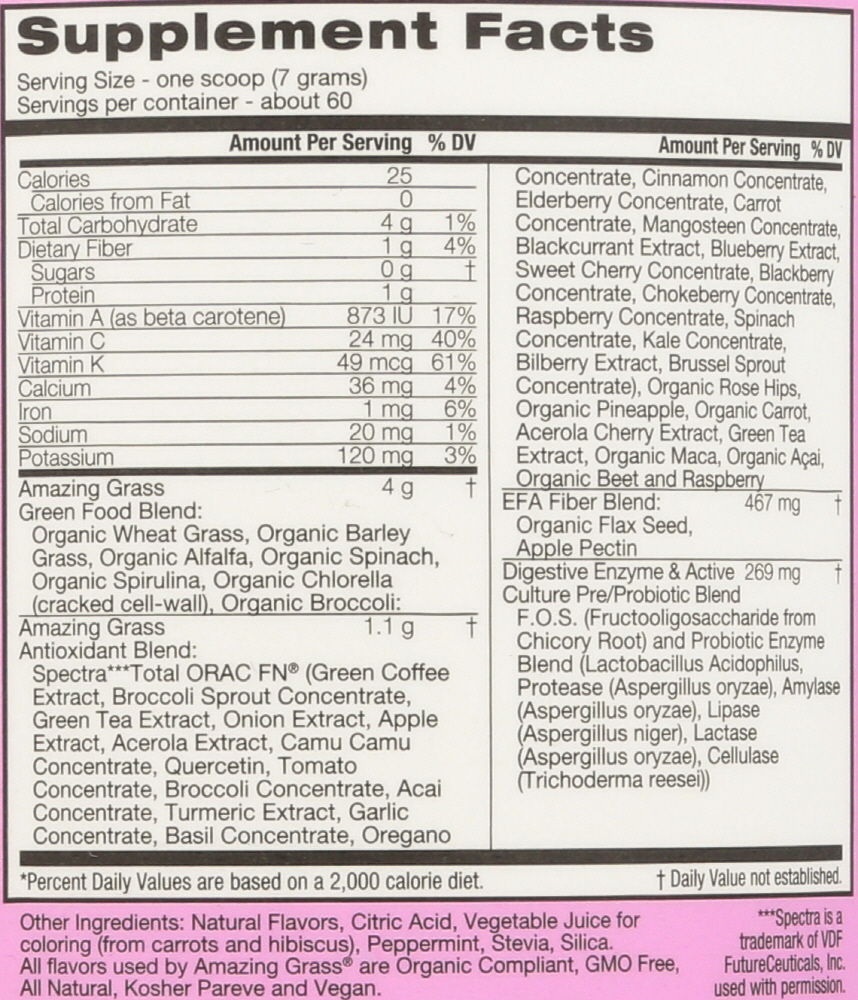 Supplement Facts
Serving Size - one scoop (7 grams)
Servings per container - about 60
Amount Per Serving % DV
Calories 25
Calories from Fat 0
Total Carbohydrate 4 g 1%
Dietary Fiber 1 g 4%
Sugars 0 g †
Protein 1 g
Vitamin A (as beta carotene) 873 IU 17%
Vitamin C 24 mg 40%
Vitamin K 49 mcg 61%
Calcium 36 mg 4%
Iron 1 mg 6%
Sodium 20 mg 1%
Potassium 120 mg 3%
Amazing Grass 4 g †
Green Food Blend:
Organic Wheat Grass, Organic Barley
Grass, Organic Alfalfa, Organic Spinach,
Organic Spirulina, Organic Chlorella
(cracked cell-wall), Organic Broccoli:
Amazing Grass 1.1 g †
Antioxidant Blend:
Spectra***Total ORAC FN® (Green Coffee
Extract, Broccoli Sprout Concentrate,
Green Tea Extract, Onion Extract, Apple
Extract, Acerola Extract, Camu Camu
Concentrate, Quercetin, Tomato
Concentrate, Broccoli Concentrate, Acai
Concentrate, Turmeric Extract, Garlic
Concentrate, Basil Concentrate, Oregano
Amount Per Serving % DV
Concentrate, Cinnamon Concentrate,
Elderberry Concentrate, Carrot
Concentrate, Mangosteen Concentrate,
Blackcurrant Extract, Blueberry Extract,
Sweet Cherry Concentrate, Blackberry
Concentrate, Chokeberry Concentrate,
Raspberry Concentrate, Spinach
Concentrate, Kale Concentrate,
Bilberry Extract, Brussel Sprout
Concentrate), Organic Rose Hips,
Organic Pineapple, Organic Carrot,
Acerola Cherry Extract, Green Tea
Extract, Organic Maca, Organic Açai,
Organic Beet and Raspberry
EFA Fiber Blend: 467 mg †
Organic Flax Seed,
Apple Pectin
Digestive Enzyme & Active 269 mg †
Culture Pre/Probiotic Blend
F.O.S. (Fructooligosaccharide from
Chicory Root) and Probiotic Enzyme
Blend (Lactobacillus Acidophilus,
Protease (Aspergillus oryzae), Amylase
(Aspergillus oryzae), Lipase
(Aspergillus niger), Lactase
(Aspergillus oryzae), Cellulase
(Trichoderma reesei))
*Percent Daily Values are based on a 2,000 calorie diet.
† Daily Value not established.
Other Ingredients: Natural Flavors, Citric Acid, Vegetable Juice for
coloring (from carrots and hibiscus), Peppermint, Stevia, Silica.
All flavors used by Amazing Grass® are Organic Compliant, GMO Free,
All Natural, Kosher Pareve and Vegan.
***Spectra is a
trademark of VDF
FutureCeuticals, Inc.
used with permission.